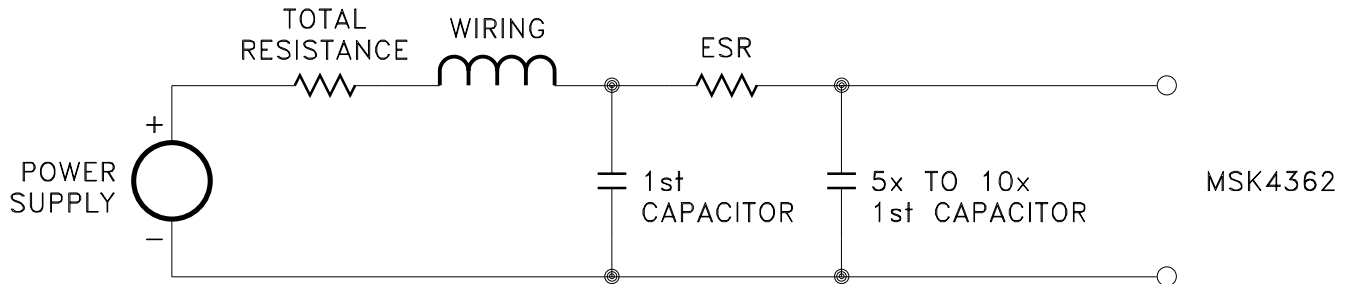 TOTAL
RESISTANCE
WIRING
ESR
+
POWER
SUPPLY
−
1st
CAPACITOR
5x TO 10x
1st CAPACITOR
MSK4362